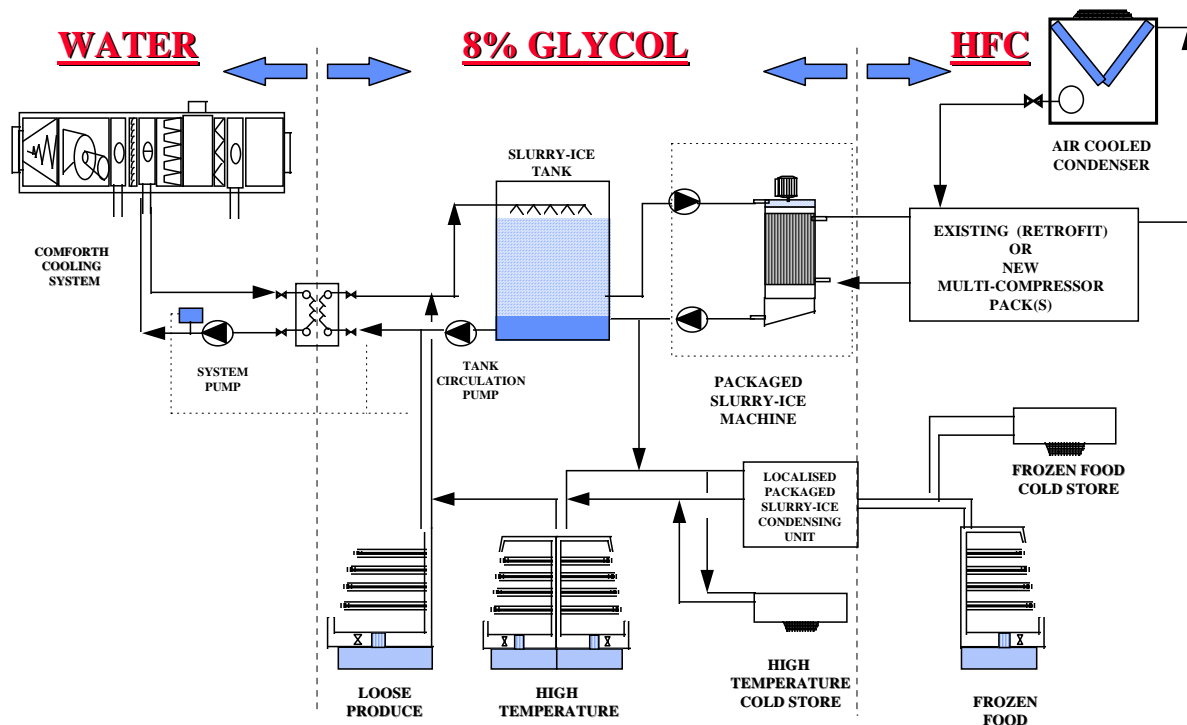 WATER
8% GLYCOL
HFC
SLURRY-ICE
TANK
AIR COOLED
CONDENSER
COMFORTH
COOLING
SYSTEM
EXISTING (RETROFIT)
OR
NEW
MULTI-COMPRESSOR
PACK(S)
SYSTEM
PUMP
TANK
CIRCULATION
PUMP
PACKAGED
SLURRY-ICE
MACHINE
LOCALISED
PACKAGED
SLURRY-ICE
CONDENSING
UNIT
FROZEN FOOD
COLD STORE
LOOSE
PRODUCE
HIGH
TEMPERATURE
HIGH
TEMPERATURE
COLD STORE
FROZEN
FOOD